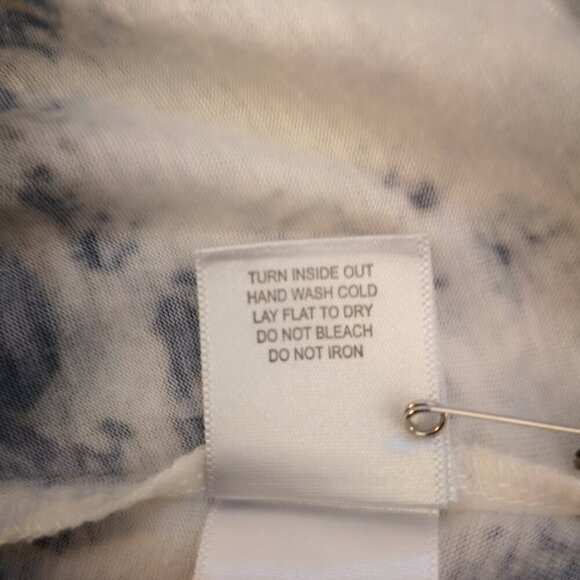 TURN INSIDE OUT
HAND WASH COLD
LAY FLAT TO DRY
DO NOT BLEACH
DO NOT IRON